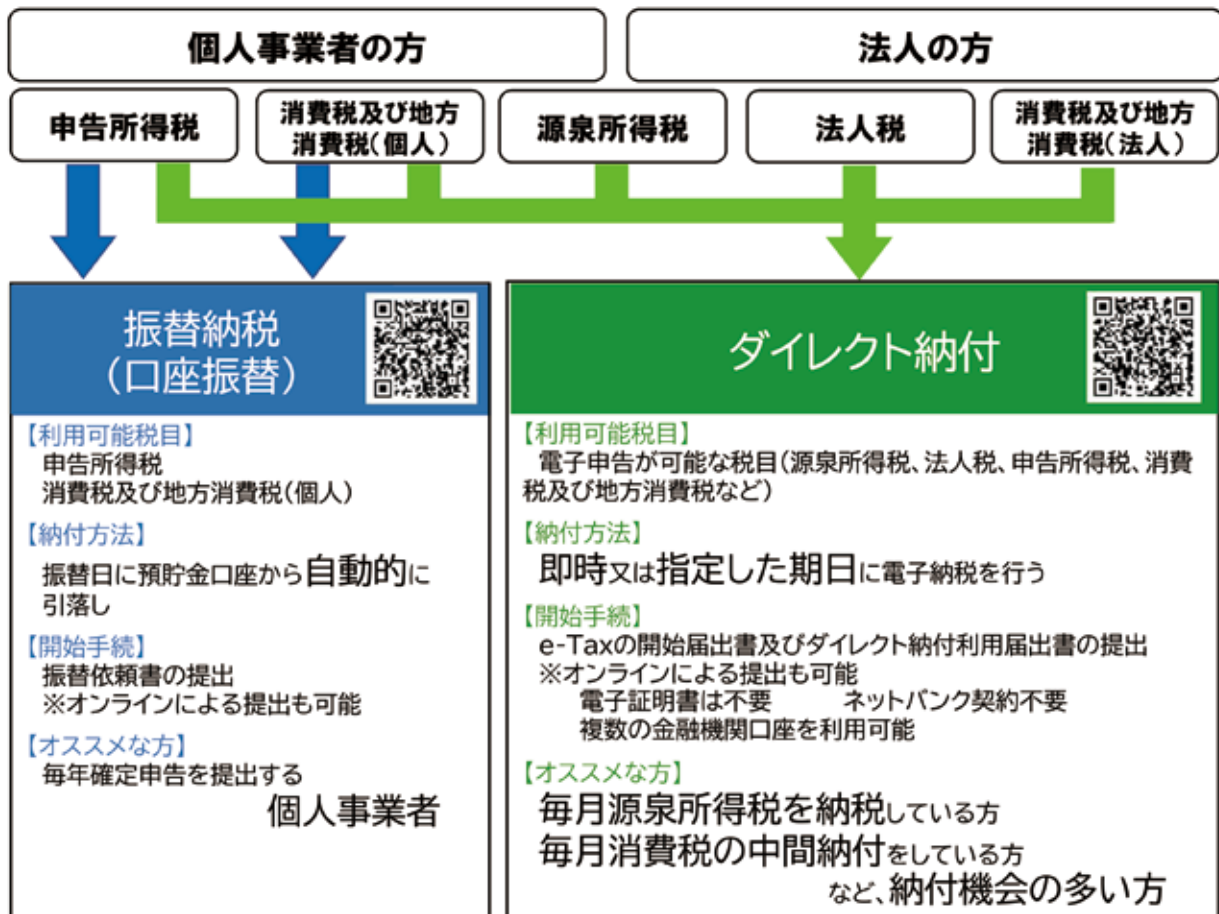 個人事業者の方
法人の方
申告所得税
消費税及び地方
消費税(個人)
源泉所得税
法人税
消費税及び地方
消費税(法人)
振替納税
(口座振替)
【利用可能税目】
申告所得税
消費税及び地方消費税(個人)
【納付方法】
振替日に預貯金口座から自動的に
引落し
【開始手続】
振替依頼書の提出
※オンラインによる提出も可能
【オススメな方】
毎年確定申告を提出する
個人事業者
ダイレクト納付
【利用可能税目】
電子申告が可能な税目(源泉所得税、法人税、申告所得税、消費
税及び地方消費税など)
【納付方法】
即時又は指定した期日に電子納税を行う
【開始手続】
e-Taxの開始届出書及びダイレクト納付利用届出書の提出
※オンラインによる提出も可能
電子証明書は不要 ネットバンク契約不要
複数の金融機関口座を利用可能
【オススメな方】
毎月源泉所得税を納税している方
毎月消費税の中間納付をしている方
など、納付機会の多い方